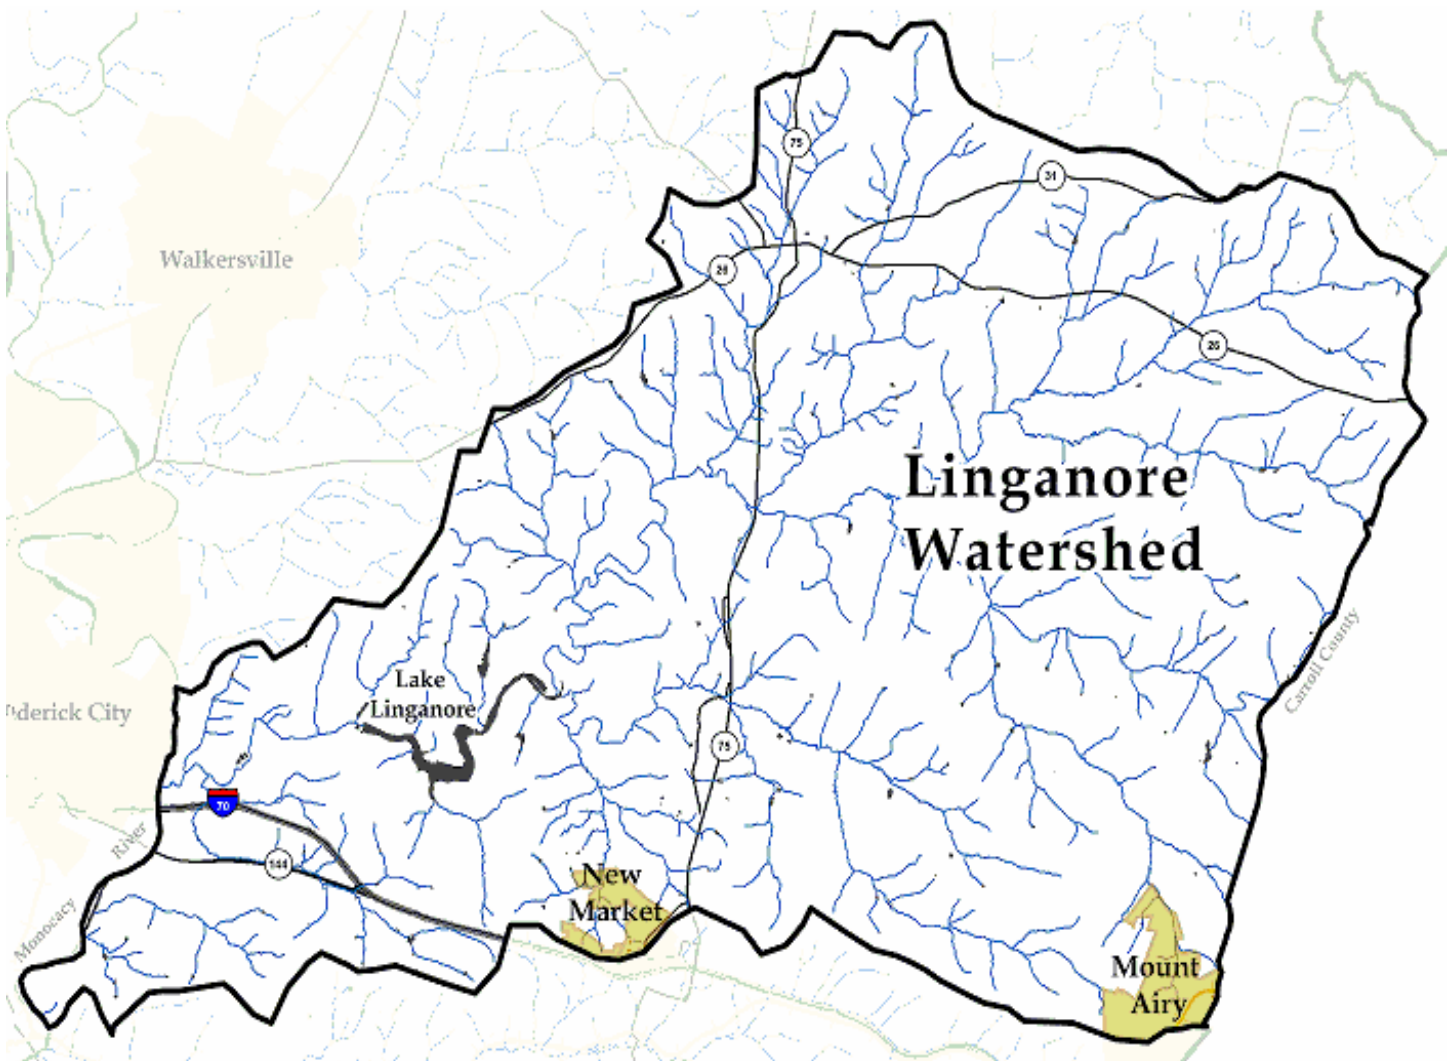 75
31
Walkersville
26
26
Linganore
Watershed
Carroll County
Lake
Linganore
derick City
75
70
River
144
New
Market
Monocacy
Mount
Airy